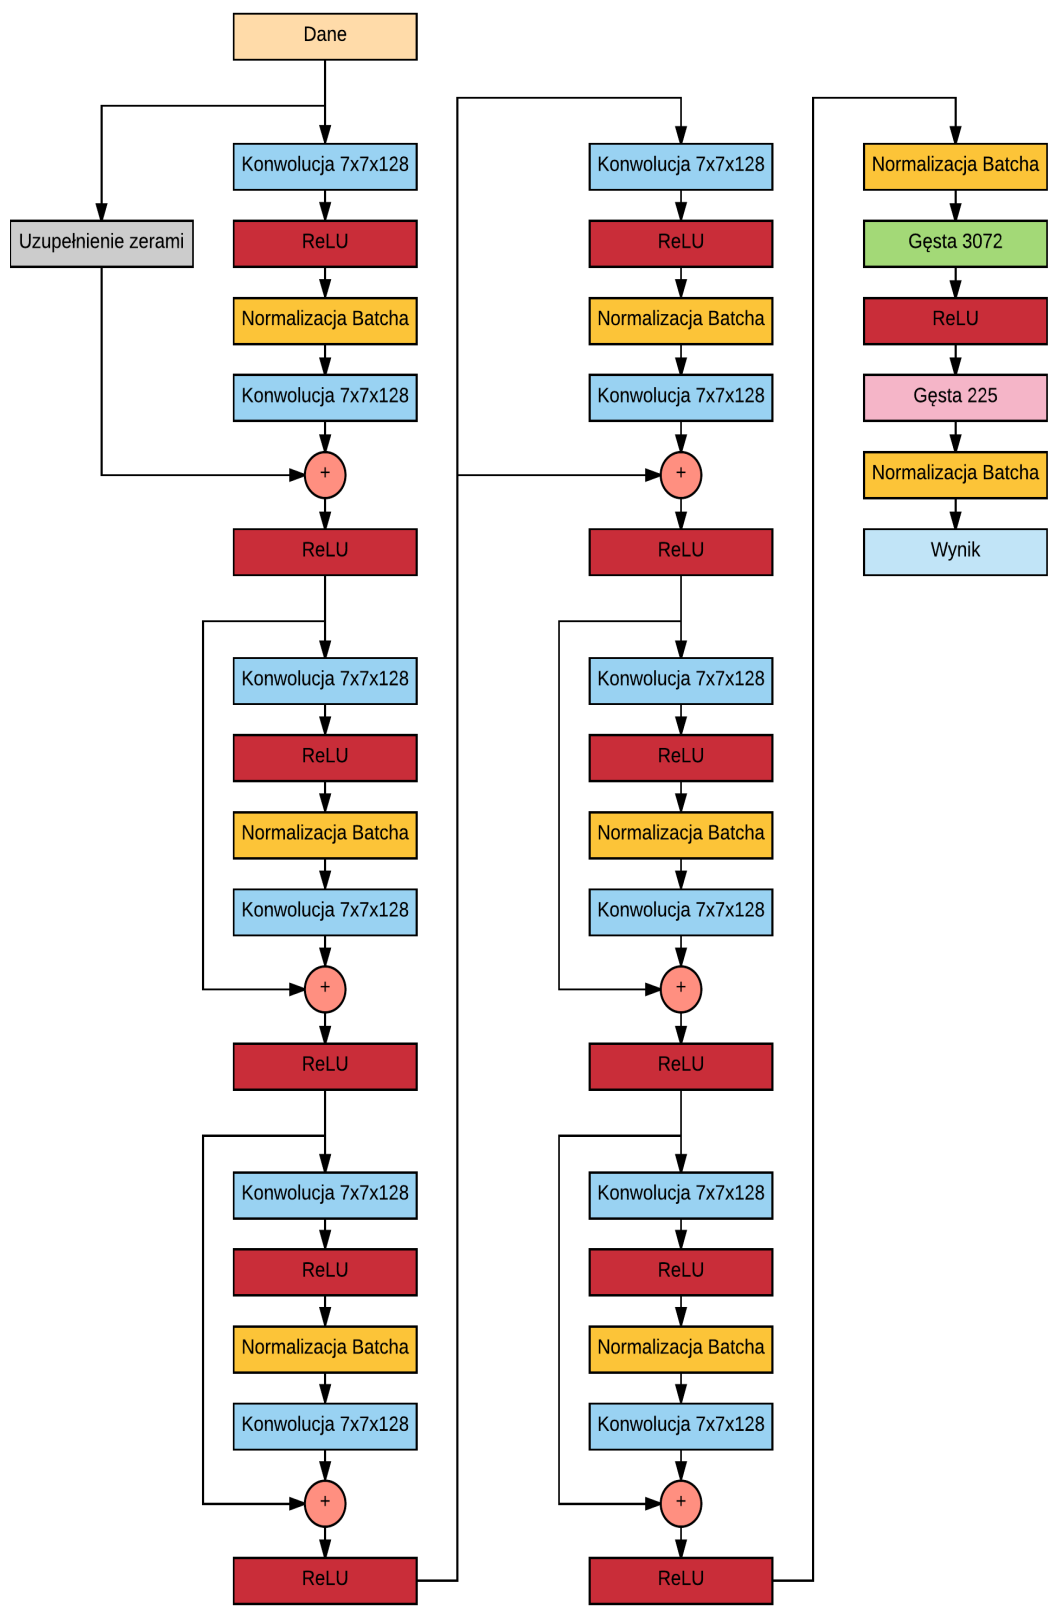 Dane
Uzupełnienie zerami
Konwolucja 7x7x128
ReLU
Normalizacja Batcha
Konwolucja 7x7x128
+
ReLU
Konwolucja 7x7x128
ReLU
Normalizacja Batcha
Konwolucja 7x7x128
+
ReLU
Konwolucja 7x7x128
ReLU
Normalizacja Batcha
Konwolucja 7x7x128
+
ReLU
Konwolucja 7x7x128
ReLU
Normalizacja Batcha
Konwolucja 7x7x128
+
ReLU
Konwolucja 7x7x128
ReLU
Normalizacja Batcha
Konwolucja 7x7x128
+
ReLU
Konwolucja 7x7x128
ReLU
Normalizacja Batcha
Konwolucja 7x7x128
+
ReLU
Normalizacja Batcha
Gęsta 3072
ReLU
Gęsta 225
Normalizacja Batcha
Wynik